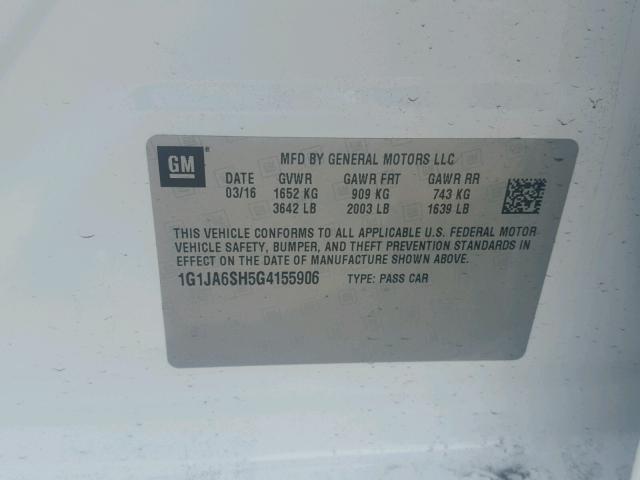 GM
MFD BY GENERAL MOTORS LLC
DATE GVWR GAWR FRT GAWR RR
03/16 1652 KG 909 KG 743 KG
3642 LB 2003 LB 1639 LB
THIS VEHICLE CONFORMS TO ALL APPLICABLE U.S. FEDERAL MOTOR
VEHICLE SAFETY, BUMPER, AND THEFT PREVENTION STANDARDS IN
EFFECT ON THE DATE OF MANUFACTURE SHOWN ABOVE.
1G1JA6SH5G4155906 TYPE: PASS CAR